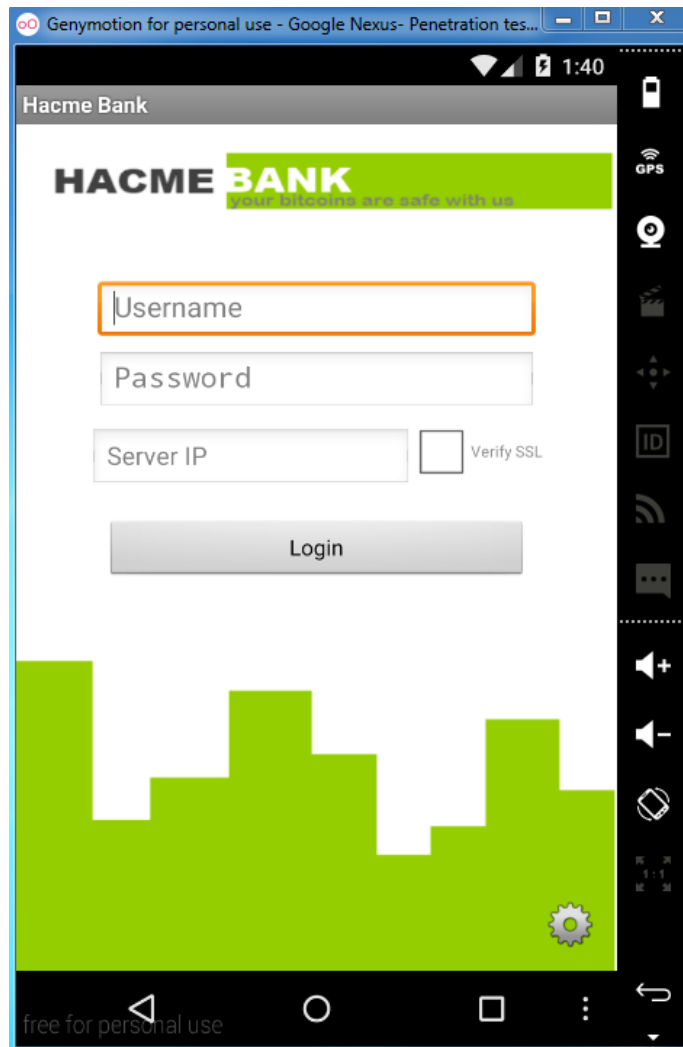 Genymotion for personal use - Google Nexus- Penetration tes...
1:40
Hacme Bank
GPS
HACME BANK
your bitcoins are safe with us
Username
Password
Server IP
Verify SSL
ID
Login
1:1
free for personal use